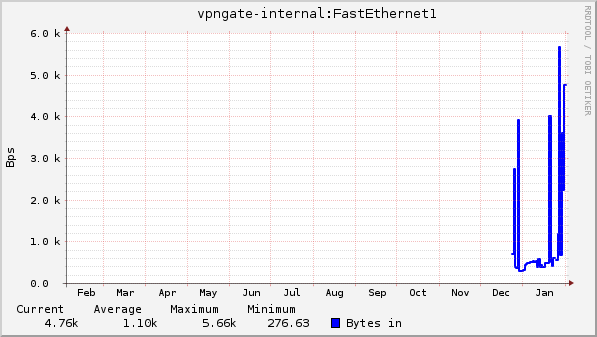 vpngate-internal:FastEthernet1
RRDTOOL / TOBI OETIKER
Bps
6.0 k
5.0 k
4.0 k
3.0 k
2.0 k
1.0 k
0.0
Feb Mar Apr May Jun Jul Aug Sep Oct Nov Dec Jan
Current Average Maximum Minimum
4.76k 1.10k 5.66k 276.63 Bytes in